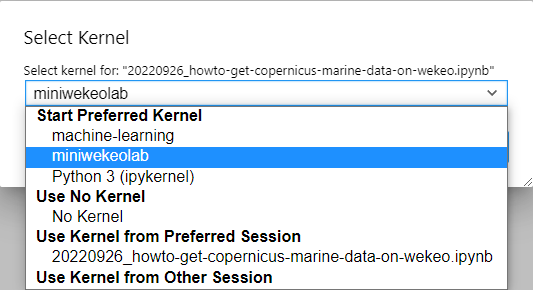 Select Kernel
Select kernel for: "20220926_howto-get-copernicus-marine-data-on-wekeo.ipynb"
miniwekeolab
Start Preferred Kernel
machine-learning
miniwekeolab
Python 3 (ipykernel)
Use No Kernel
No Kernel
Use Kernel from Preferred Session
20220926_howto-get-copernicus-marine-data-on-wekeo.ipynb
Use Kernel from Other Session